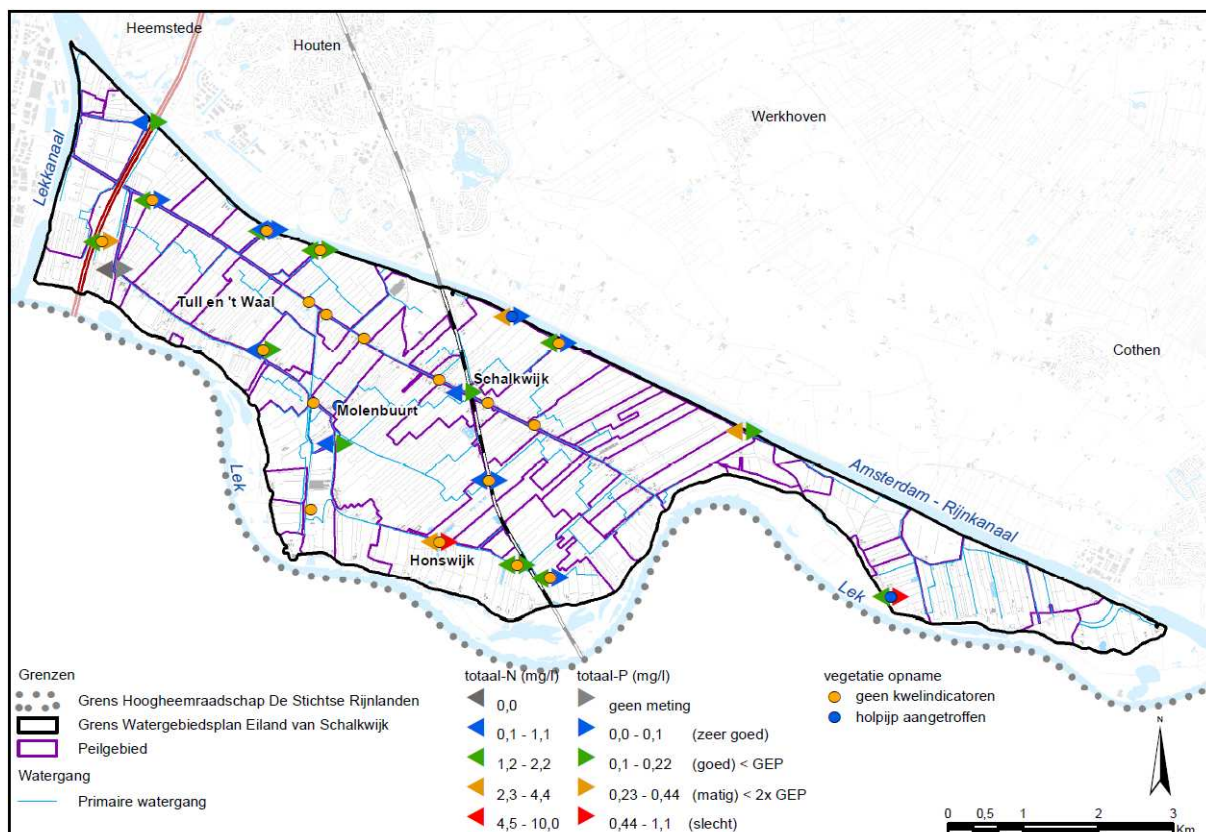 Heemstede
Houten
Werkhoven
Lekkanaal
Tull en 't Waal
Cothen
Schalkwijk
Molenbuurt
Lek
Amsterdam - Rijnkanaal
Honswijk
Lek
Grenzen
Grens Hoogheemraadschap De Stichtse Rijnlanden
Grens Watergebiedsplan Eiland van Schalkwijk
Peilgebied
Watergang
Primaire watergang
totaal-N (mg/l) totaal-P (mg/l)
0,0 geen meting
0,1 - 1,1 0,0 - 0,1 (zeer goed)
1,2 - 2,2 0,1 - 0,22 (goed) < GEP
2,3 - 4,4 0,23 - 0,44 (matig) < 2x GEP
4,5 - 10,0 0,44 - 1,1 (slecht)
vegetatie opname
geen kwelindicatoren
holpijp aangetroffen
N
0 0,5 1 2 3
Km